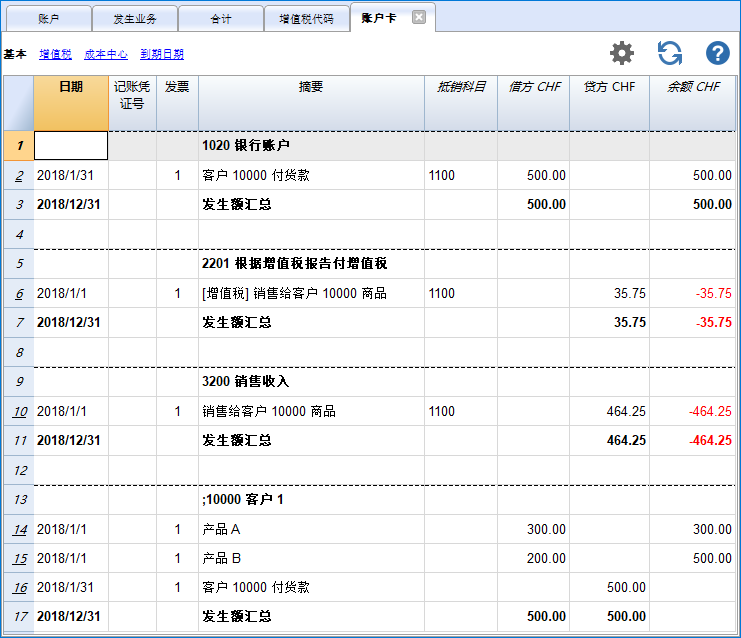 账户 发生业务 合计 增值税代码 账户卡
基本 增值税 成本中心 到期日期
日期 记账凭证号 发票 摘要 抵销科目 借方 CHF 贷方 CHF 余额 CHF
1 1020 银行账户
2 2018/1/31 1 客户 10000 付货款 1100 500.00 500.00
3 2018/12/31 发生额汇总 500.00 500.00
4
5 2201 根据增值税报告付增值税
6 2018/1/1 1 [增值税] 销售给客户 10000 商品 1100 35.75 -35.75
7 2018/12/31 发生额汇总 35.75 -35.75
8
9 3200 销售收入
10 2018/1/1 1 销售给客户 10000 商品 1100 464.25 -464.25
11 2018/12/31 发生额汇总 464.25 -464.25
12
13 ;10000 客户 1
14 2018/1/1 1 产品 A 300.00 300.00
15 2018/1/1 1 产品 B 200.00 500.00
16 2018/1/31 1 客户 10000 付货款 500.00
17 2018/12/31 发生额汇总 500.00 500.00